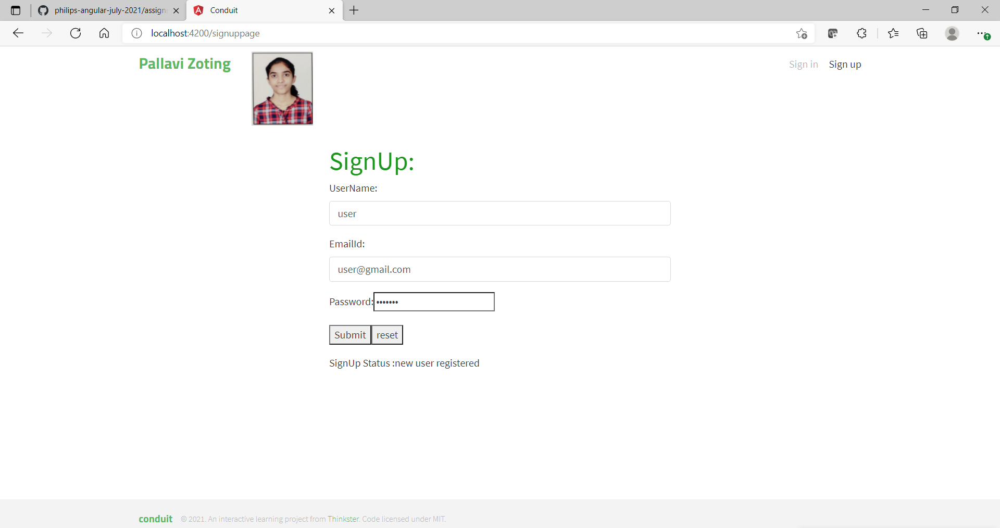 philips-angular-july-2021/assign
Conduit
localhost:4200/signuppage
Pallavi Zoting
Sign in
Sign up
SignUp:
UserName:
user
EmailId:
user@gmail.com
Password:•••••••
Submit
reset
SignUp Status :new user registered
conduit
© 2021. An interactive learning project from Thinkster. Code licensed under MIT.